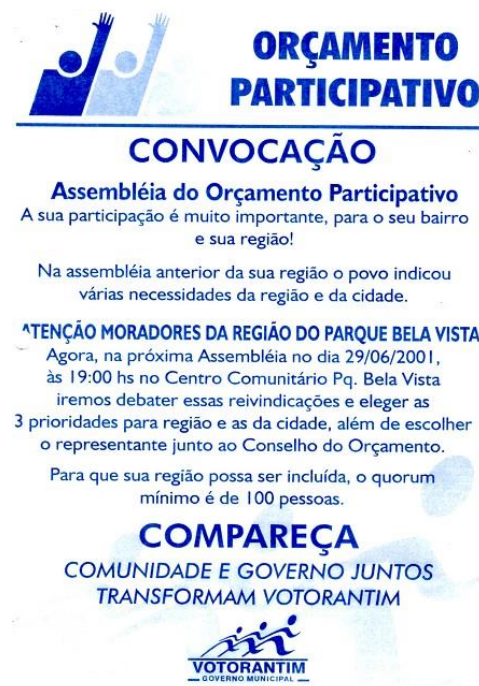 ORÇAMENTO
PARTICIPATIVO
CONVOCAÇÃO
Assembléia do Orçamento Participativo
A sua participação é muito importante, para o seu bairro
e sua região!
Na assembléia anterior da sua região o povo indicou
várias necessidades da região e da cidade.
ATENÇÃO MORADORES DA REGIÃO DO PARQUE BELA VISTA
Agora, na próxima Assembléia no dia 29/06/2001,
às 19:00 hs no Centro Comunitário Pq. Bela Vista
iremos debater essas reivindicações e eleger as
3 prioridades para região e as da cidade, além de escolher
o representante junto ao Conselho do Orçamento.
Para que sua região possa ser incluída, o quorum
mínimo é de 100 pessoas.
COMPAREÇA
COMUNIDADE E GOVERNO JUNTOS
TRANSFORMAM VOTORANTIM
VOTORANTIM
GOVERNO MUNICIPAL